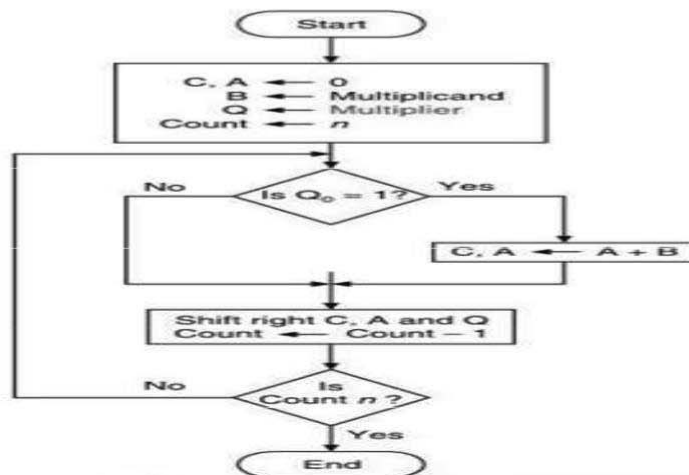 Start
C, A ← 0
B ← Multiplicand
Q ← Multiplier
Count ← n
No
Is Q₀ = 1?
Yes
C, A ← A + B
Shift right C, A and Q
Count ← Count – 1
No
Is
Count n ?
Yes
End